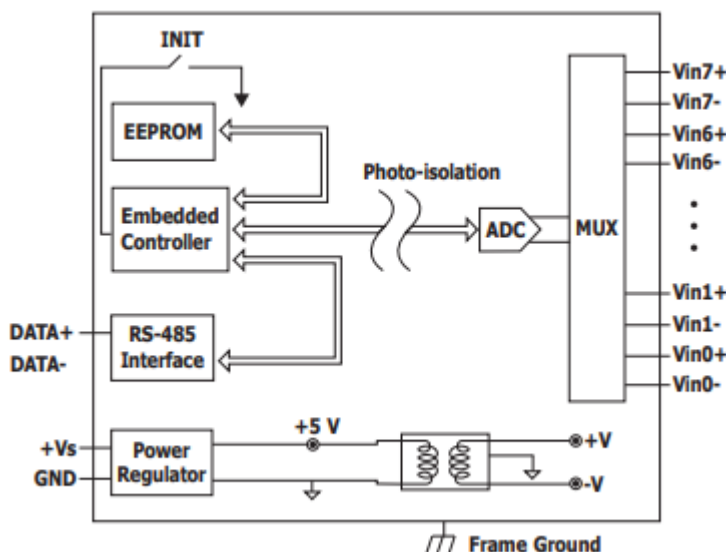 INIT
EEPROM
Photo-isolation
Embedded
Controller
ADC
MUX
Vin7+
Vin7-
Vin6+
Vin6-
Vin1+
Vin1-
Vin0+
Vin0-
DATA+
DATA-
RS-485
Interface
+Vs
GND
Power
Regulator
+5 V
+V
-V
Frame Ground